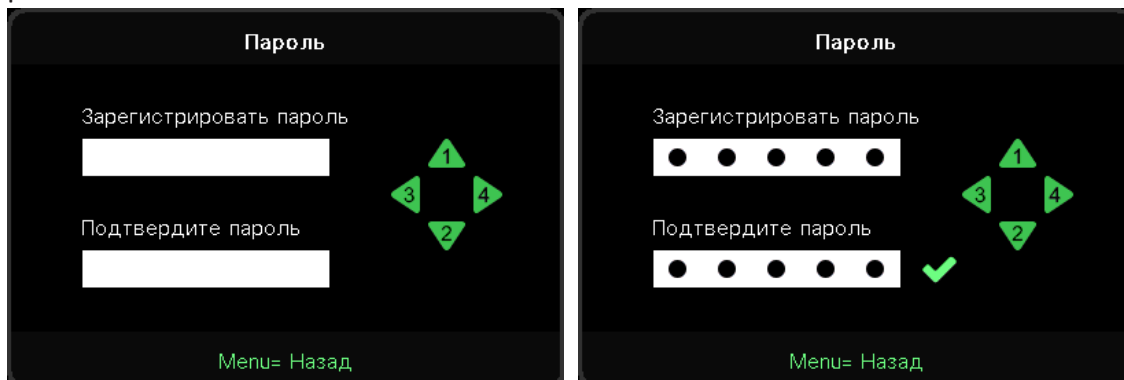 Пароль
Зарегистрировать пароль
1
3
4
Подтвердите пароль
2
Menu= Назад
Пароль
Зарегистрировать пароль
1
3
4
Подтвердите пароль
2
Menu= Назад